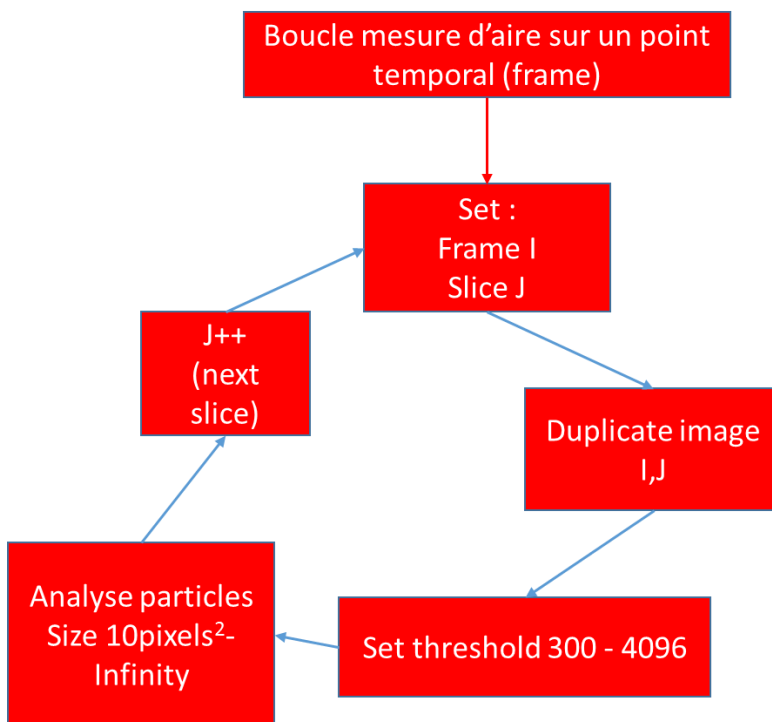 Boucle mesure d’aire sur un point
temporal (frame)
Set :
Frame I
Slice J
Duplicate image
I,J
Set threshold 300 - 4096
Analyse particles
Size 10pixels²-
Infinity
J++
(next
slice)